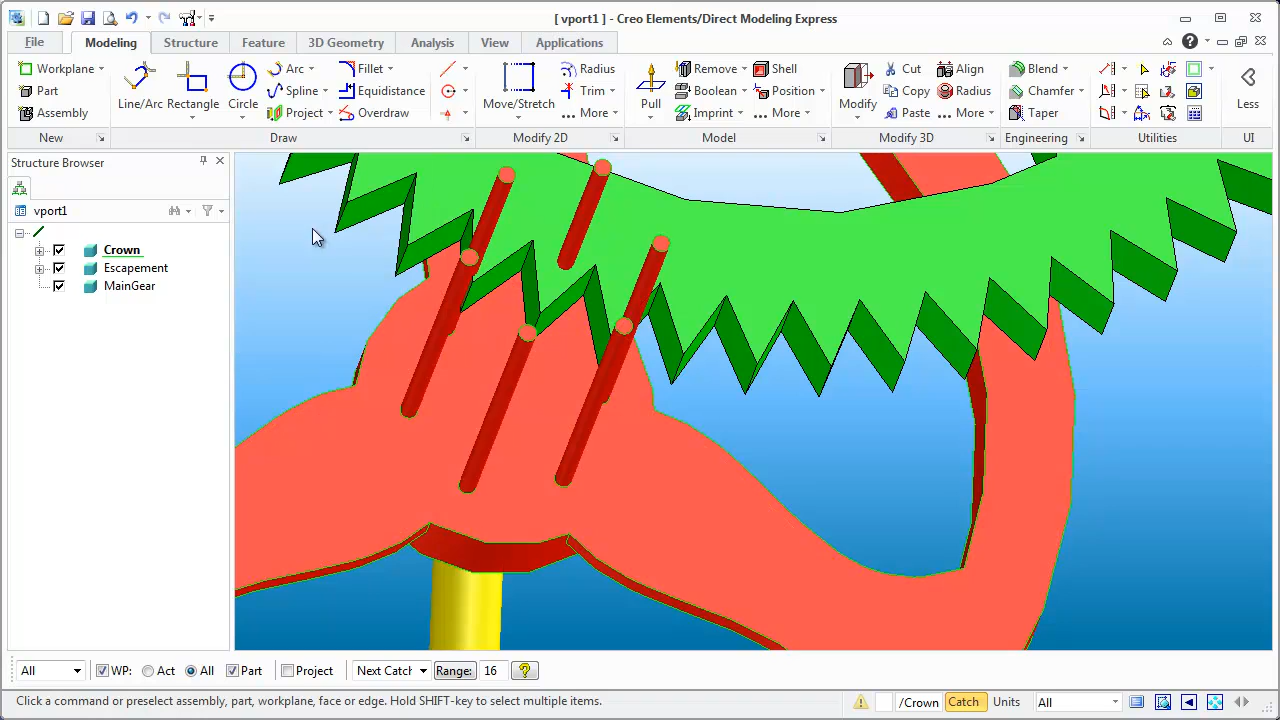 [ vport1 ] - Creo Elements/Direct Modeling Express
File Modeling Structure Feature 3D Geometry Analysis View Applications
Workplane Line/Arc Rectangle Circle Arc Fillet Move/Stretch Radius Pull Remove Shell Modify Cut Align Blend Less
Part Spline Equidistance Trim Boolean Position Copy Radius Chamfer
Assembly Project Overdraw More Imprint More Paste More Taper
New Draw Modify 2D Model Modify 3D Engineering Utilities UI
Structure Browser
vport1
Crown
Escapement
MainGear
All WP: Act All Part Project Next Catch Range: 16
Click a command or preselect assembly, part, workplane, face or edge. Hold SHIFT-key to select multiple items. /Crown Catch Units All